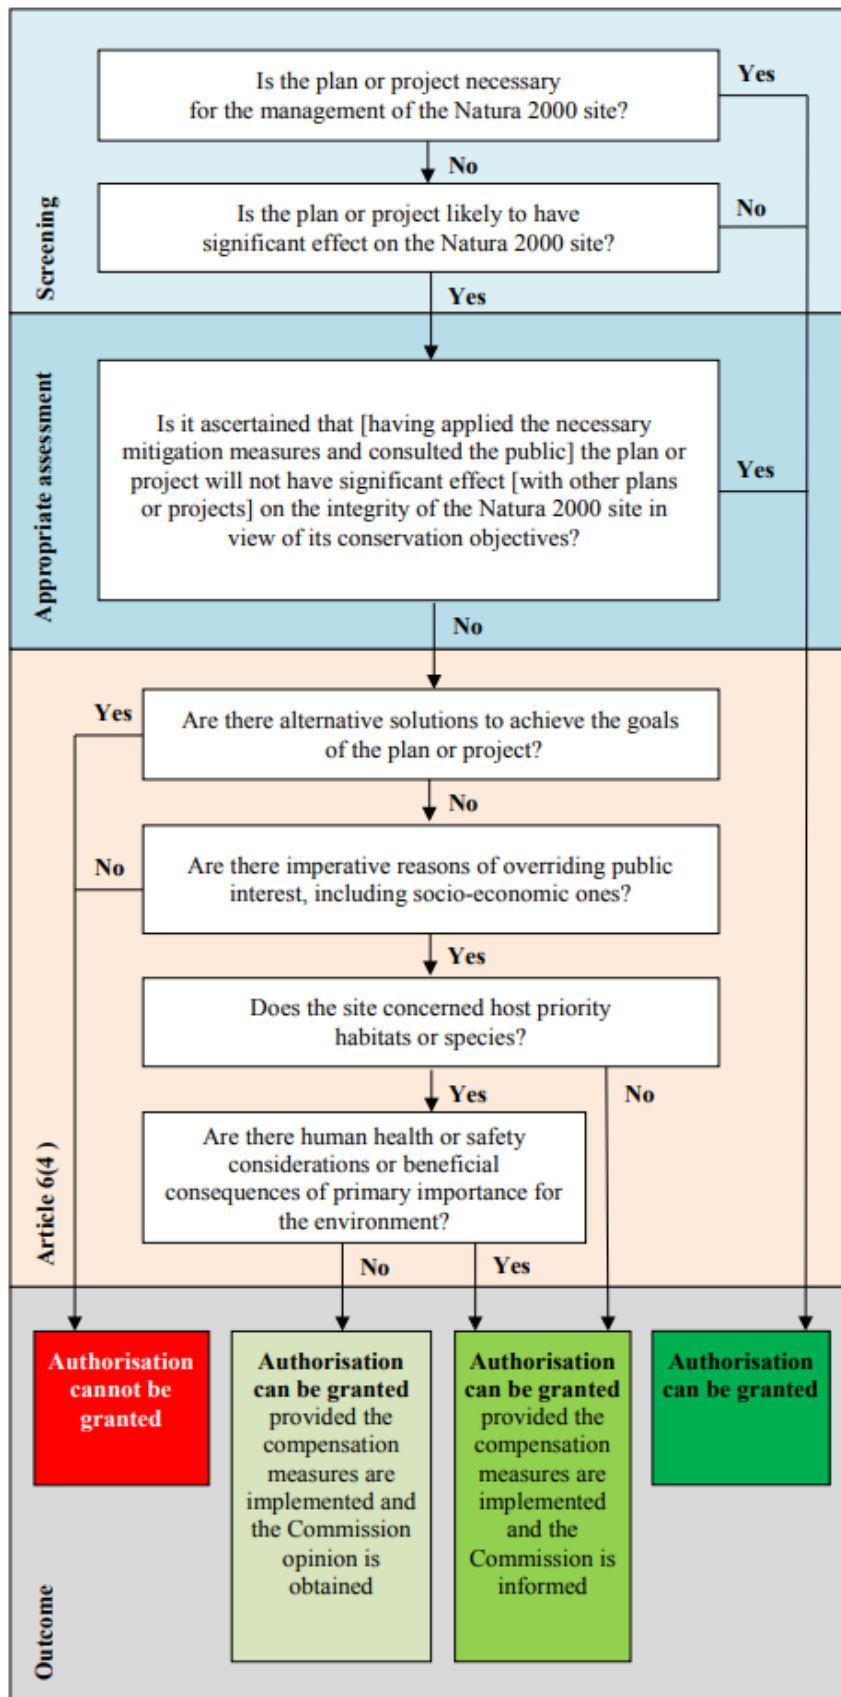 Is the plan or project necessary
for the management of the Natura 2000 site?
Yes
No
Is the plan or project likely to have
significant effect on the Natura 2000 site?
No
Yes
Screening
Is it ascertained that [having applied the necessary
mitigation measures and consulted the public] the plan or
project will not have significant effect [with other plans
or projects] on the integrity of the Natura 2000 site in
view of its conservation objectives?
Yes
No
Appropriate assessment
Yes
Are there alternative solutions to achieve the goals
of the plan or project?
No
No
Are there imperative reasons of overriding public
interest, including socio-economic ones?
Yes
Does the site concerned host priority
habitats or species?
Yes
No
Are there human health or safety
considerations or beneficial
consequences of primary importance for
the environment?
No
Yes
Article 6(4 )
Authorisation
cannot be
granted
Authorisation
can be granted
provided the
compensation
measures are
implemented and
the Commission
opinion is
obtained
Authorisation
can be granted
provided the
compensation
measures are
implemented
and the
Commission is
informed
Authorisation
can be granted
Outcome